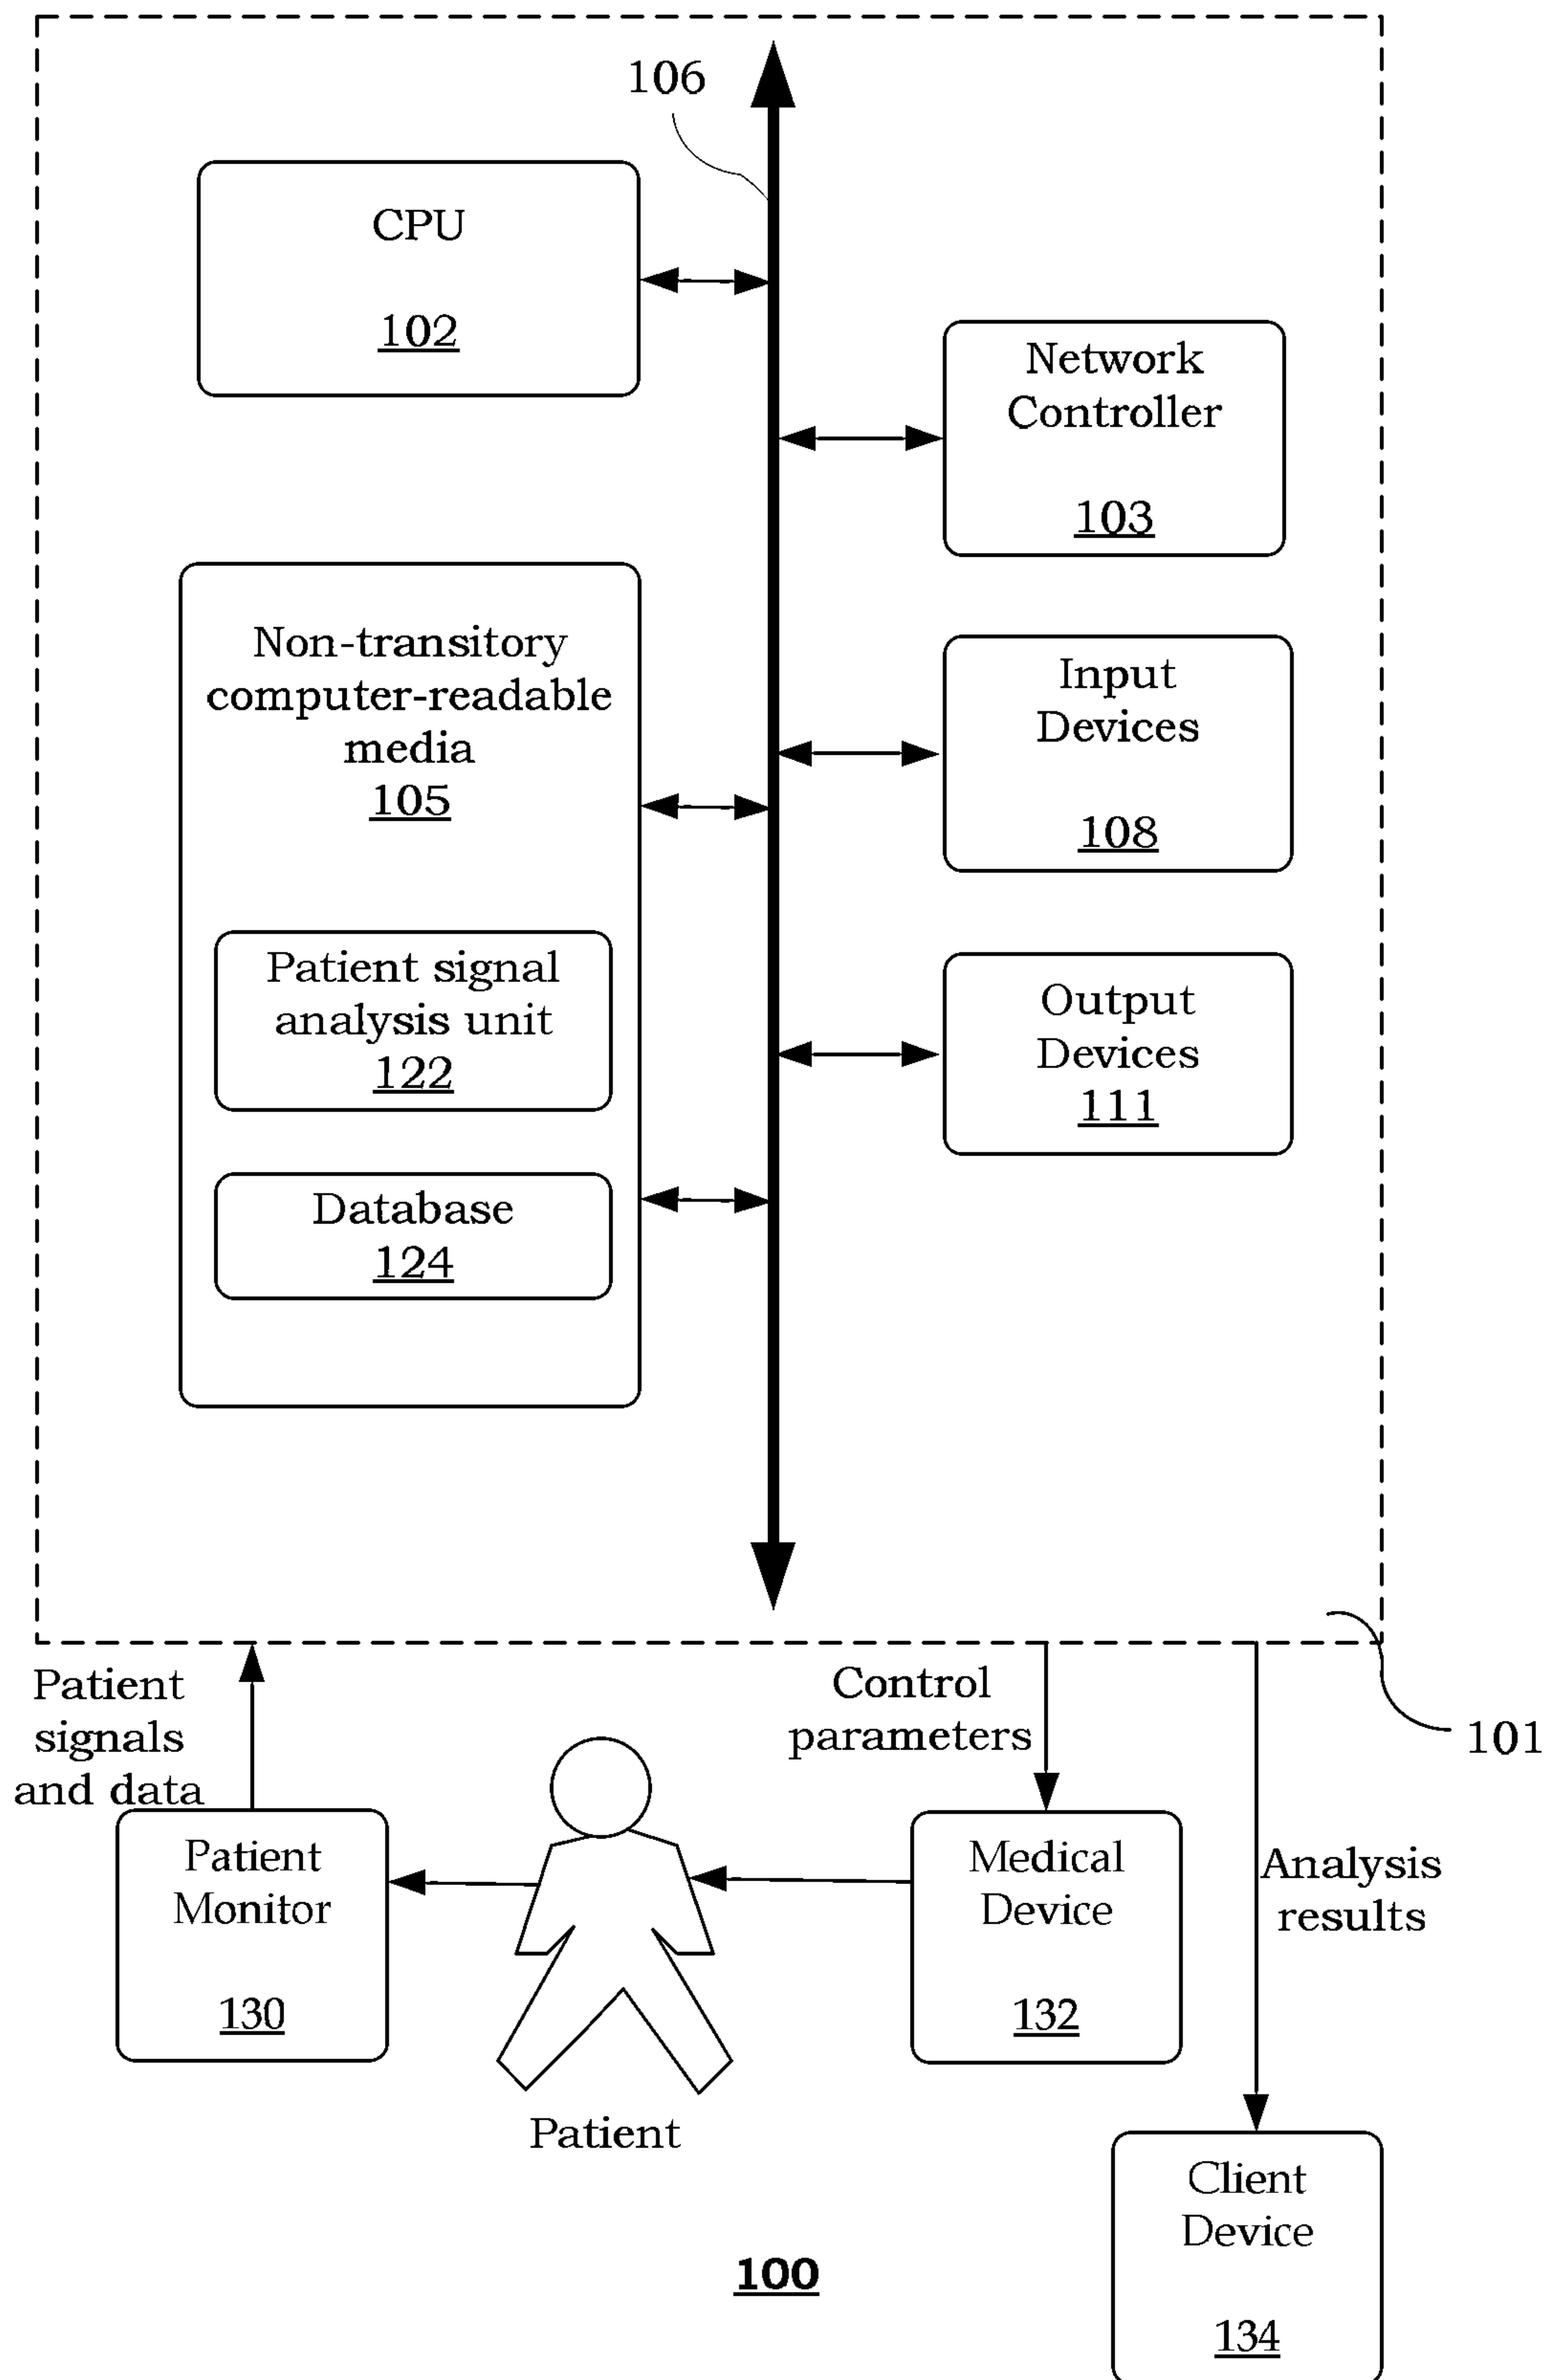 106
CPU
102
Network
Controller
103
Non-transitory
computer-readable
media
105
Input
Devices
108
Patient signal
analysis unit
122
Output
Devices
111
Database
124
Patient
signals
and data
Control
parameters
101
Patient
Monitor
130
Medical
Device
132
Analysis
results
Patient
Client
Device
134
100